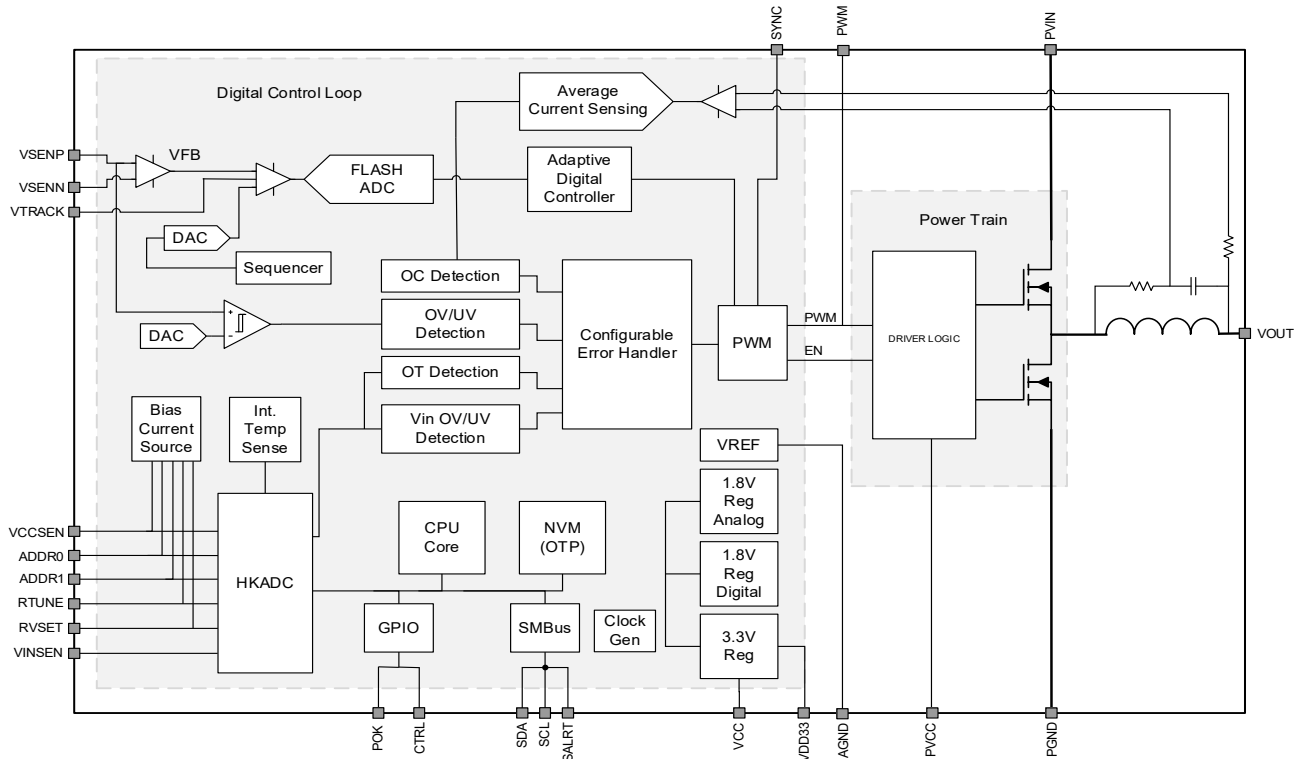 SYNC
PWM
PVIN
Digital Control Loop
Average
Current Sensing
VSENP
VFB
VSENN
VTRACK
FLASH
ADC
Adaptive
Digital
Controller
DAC
Sequencer
Power Train
OC Detection
OV/UV
Detection
OT Detection
Vin OV/UV
Detection
Configurable
Error Handler
+
-
DAC
PWM
PWM
EN
DRIVER LOGIC
VOUT
Bias
Current
Source
Int.
Temp
Sense
VREF
1.8V
Reg
Analog
1.8V
Reg
Digital
3.3V
Reg
VCCSEN
ADDR0
ADDR1
RTUNE
RVSET
VINSEN
HKADC
CPU
Core
NVM
(OTP)
GPIO
SMBus
Clock
Gen
POK
CTRL
SDA
SCL
SALRT
VCC
VDD33
AGND
PVCC
PGND